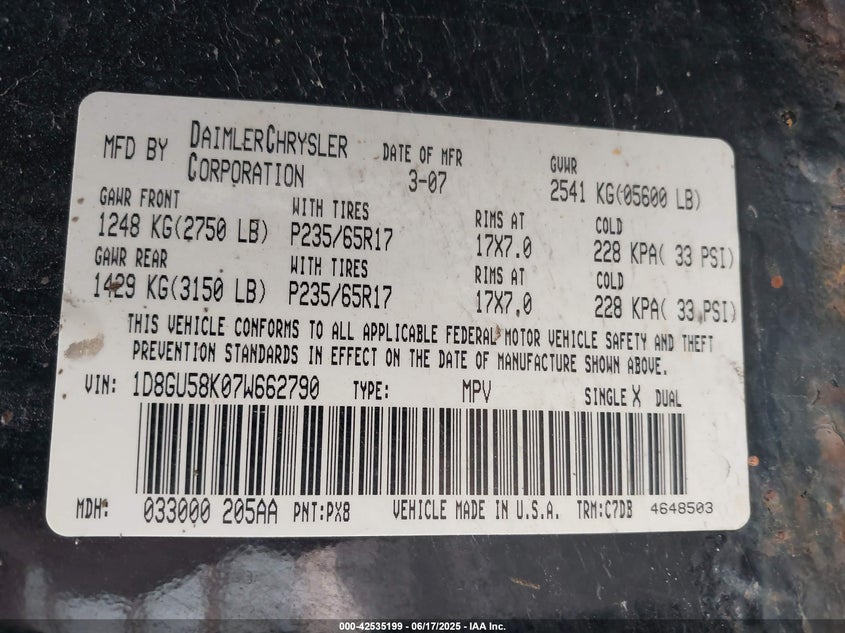 MFD BY DAIMLERCHRYSLER CORPORATION DATE OF MFR 3-07 GVWR 2541 KG(05600 LB)
GAWR FRONT WITH TIRES RIMS AT COLD
1248 KG(2750 LB) P235/65R17 17X7.0 228 KPA( 33 PSI)
GAWR REAR WITH TIRES RIMS AT COLD
1429 KG(3150 LB) P235/65R17 17X7.0 228 KPA( 33 PSI)
THIS VEHICLE CONFORMS TO ALL APPLICABLE FEDERAL MOTOR VEHICLE SAFETY AND THEFT
PREVENTION STANDARDS IN EFFECT ON THE DATE OF MANUFACTURE SHOWN ABOVE.
VIN: 1D8GU58K07W662790 TYPE: MPV SINGLE X DUAL
MDH: 033000 205AA PNT:PX8 VEHICLE MADE IN U.S.A. TRM:C7DB 4648503
000-42535199 - 06/17/2025 - IAA Inc.